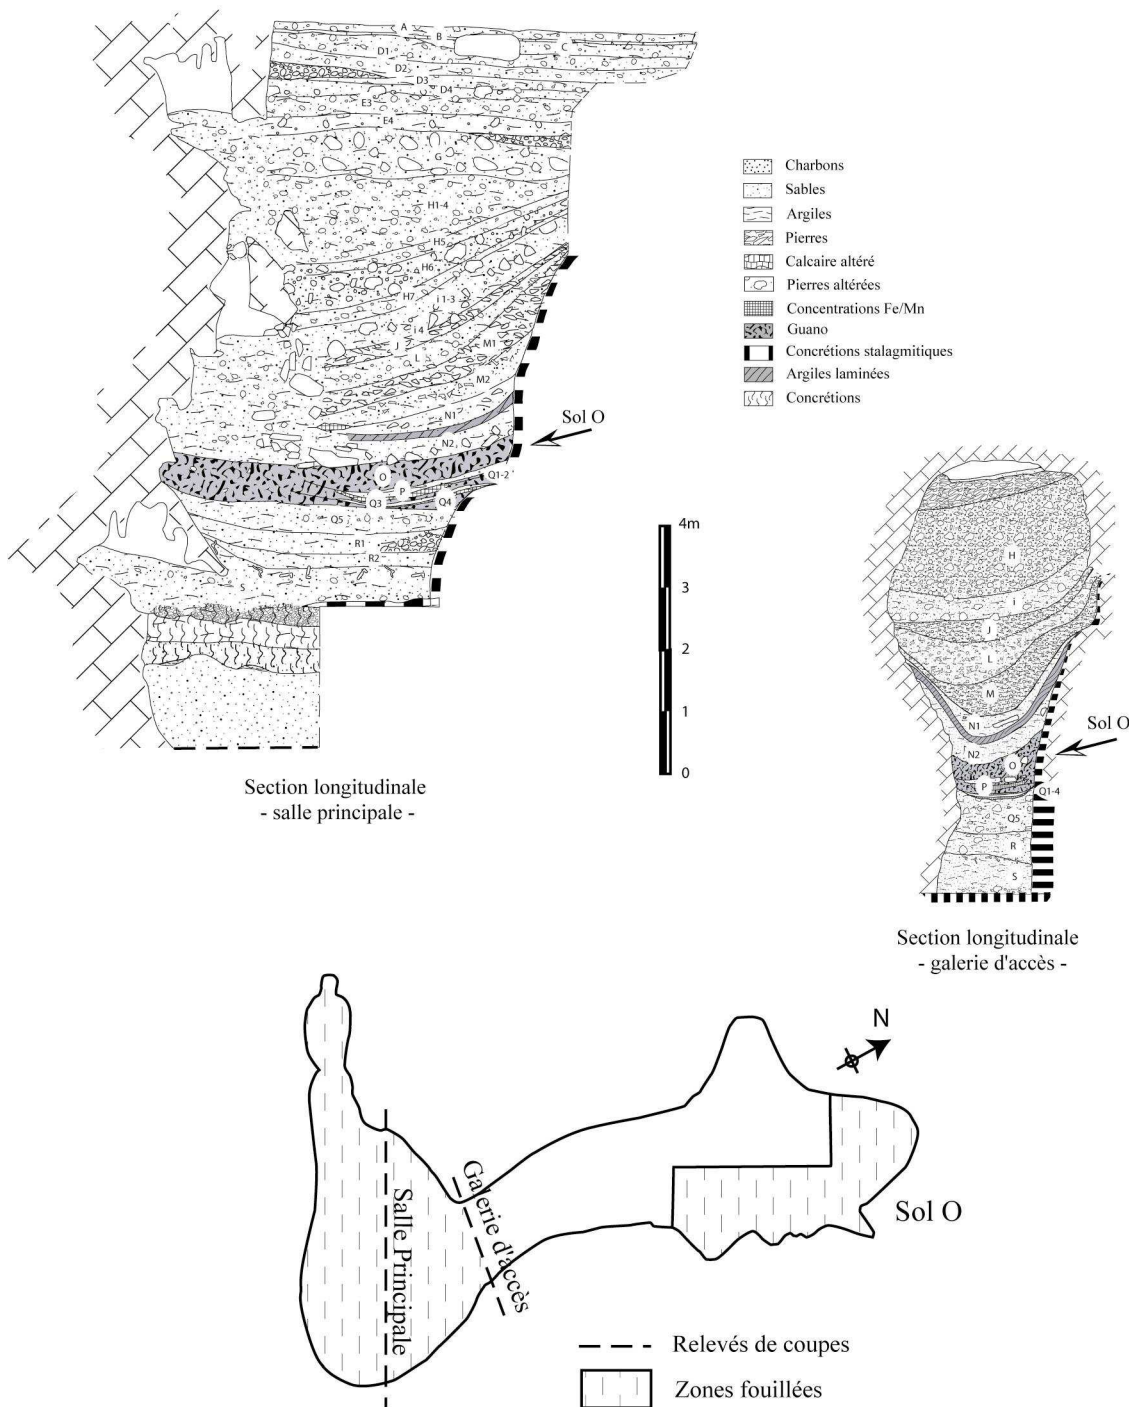 A
B
C
D1
D2
D3
D4
E3
E4
G
H1-4
H5
H6
H7
i 1-3
i 4
J
L
M1
M2
N1
N2
O
P
Q1-2
Q3
Q4
Q5
R1
R2
S
Sol O
Charbons
Sables
Argiles
Pierres
Calcaire altéré
Pierres altérées
Concentrations Fe/Mn
Guano
Concrétions stalagmitiques
Argiles laminées
Concrétions
4m
3
2
1
0
Section longitudinale
- salle principale -
H
i
J
L
M
N1
N2
O
P
Q1-4
Q5
R
S
Sol O
Section longitudinale
- galerie d'accès -
N
Salle Principale
Galerie d'accès
Sol O
Relevés de coupes
Zones fouillées